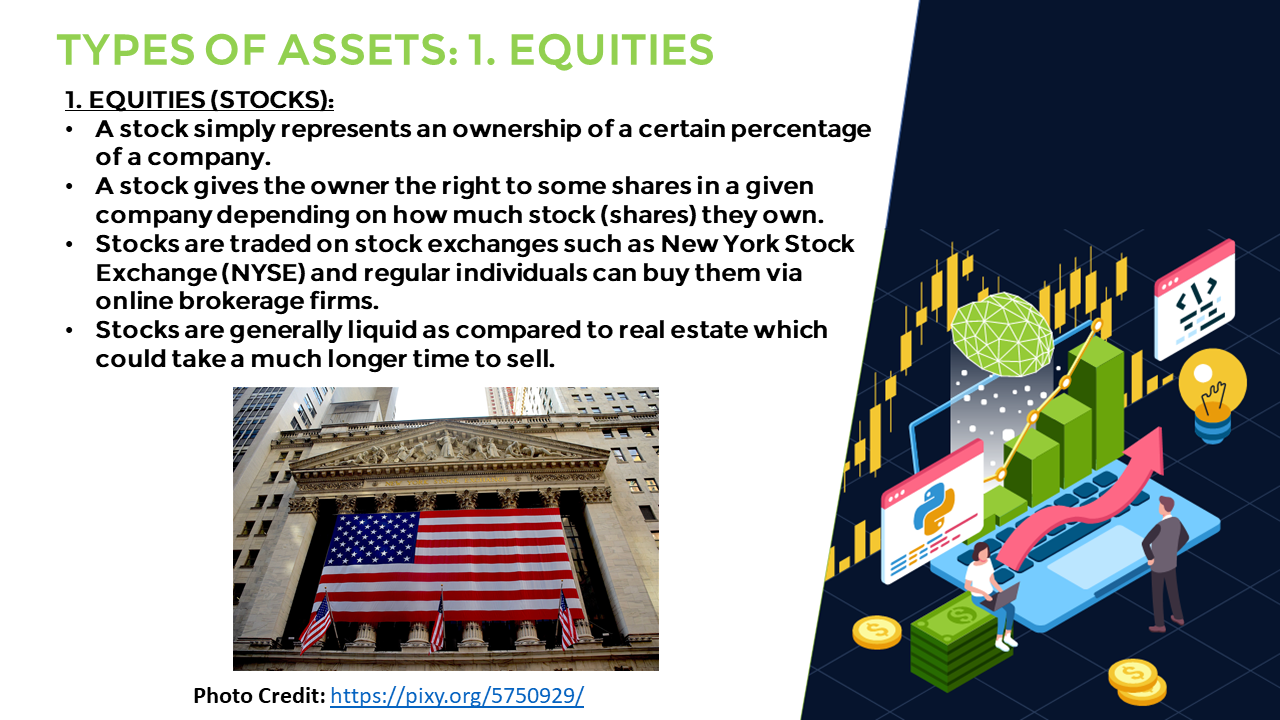 TYPES OF ASSETS: 1. EQUITIES
1. EQUITIES (STOCKS):
• A stock simply represents an ownership of a certain percentage
of a company.
• A stock gives the owner the right to some shares in a given
company depending on how much stock (shares) they own.
• Stocks are traded on stock exchanges such as New York Stock
Exchange (NYSE) and regular individuals can buy them via
online brokerage firms.
• Stocks are generally liquid as compared to real estate which
could take a much longer time to sell.
Photo Credit: https://pixy.org/5750929/